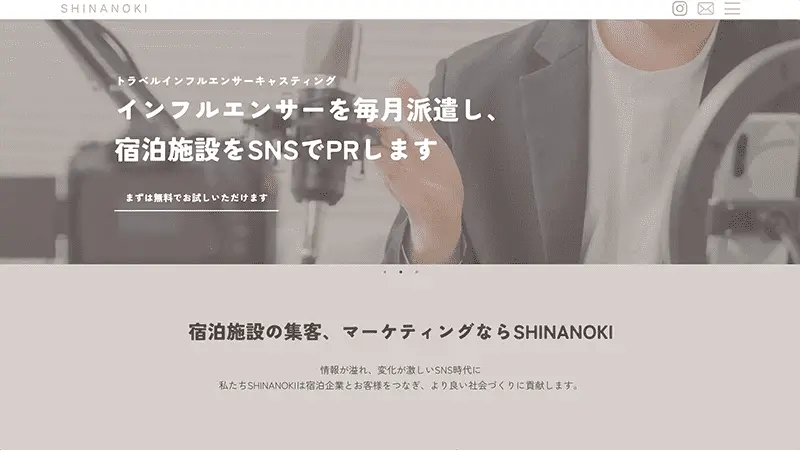 SHINANOKI
トラベルインフルエンサーキャスティング
インフルエンサーを毎月派遣し、
宿泊施設をSNSでPRします
まずは無料でお試しいただけます
宿泊施設の集客、マーケティングならSHINANOKI
情報が溢れ、変化が激しいSNS時代に
私たちSHINANOKIは宿泊企業とお客様をつなぎ、より良い社会づくりに貢献します。